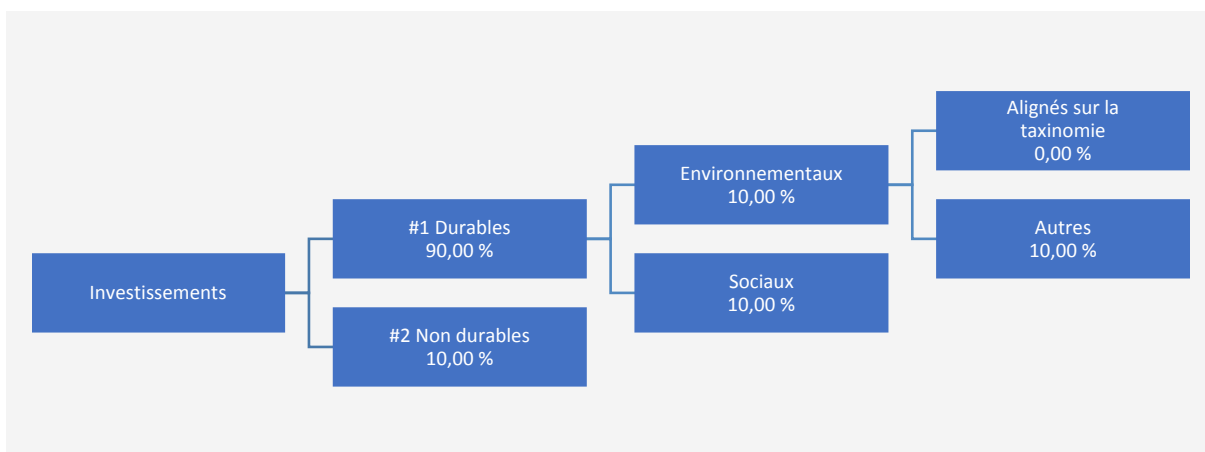 Investissements
#1 Durables
90,00 %
#2 Non durables
10,00 %
Environnementaux
10,00 %
Sociaux
10,00 %
Alignés sur la
taxinomie
0,00 %
Autres
10,00 %